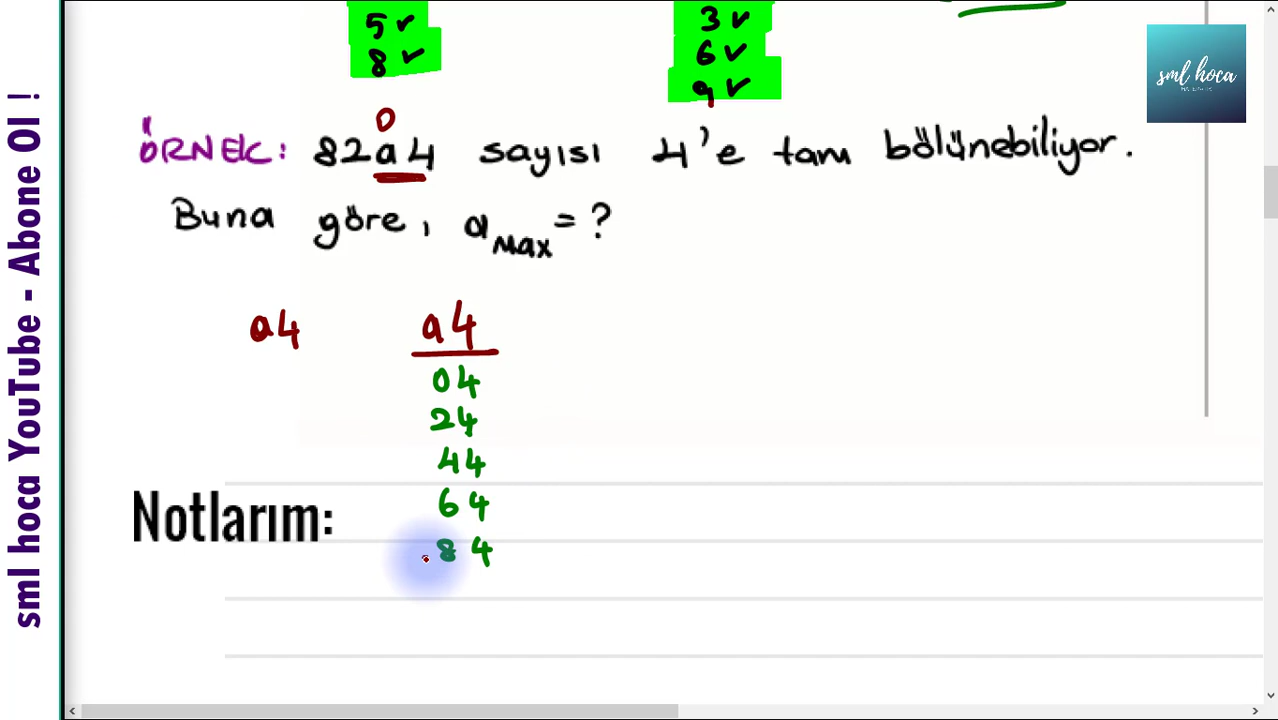 5 ✓
8 ✓
3 ✓
6 ✓
9 ✓
sml hoca
sml hoca YouTube - Abone Ol !
0
ÖRNEK: 82a4 sayısı 4'e tam bölünebiliyor.
Buna göre, aMAX = ?
a4 a4
04
24
44
64
84
Notlarım: